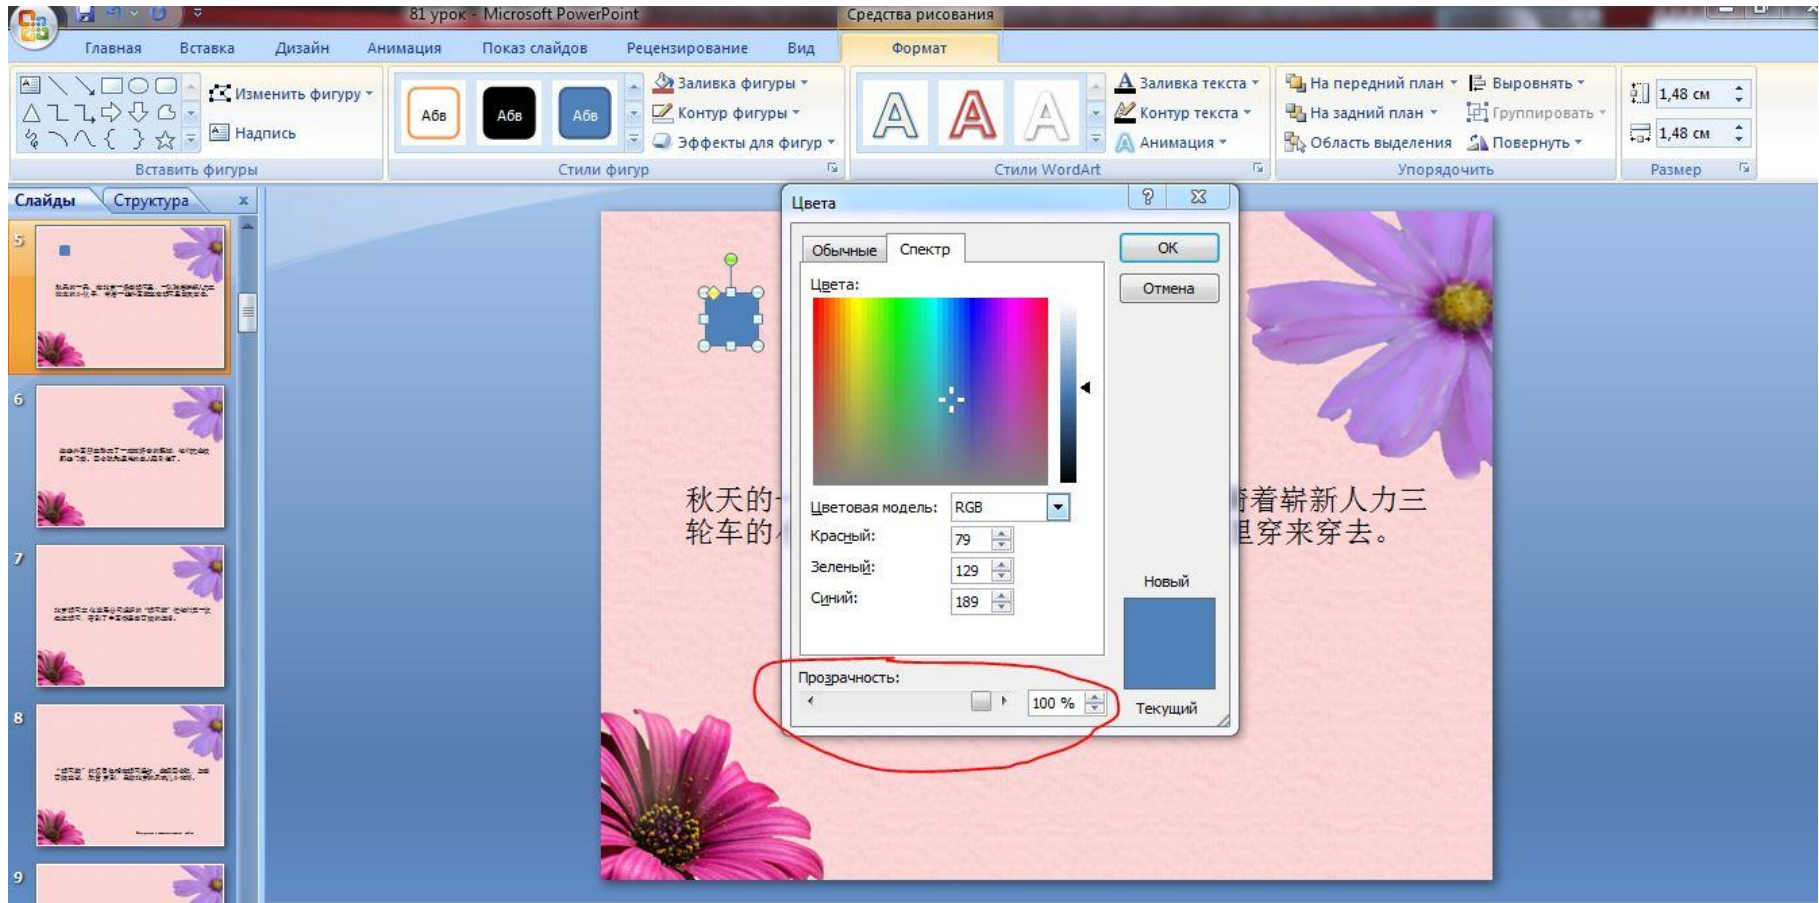 81 урок - Microsoft PowerPoint
Средства рисования
Главная Вставка Дизайн Анимация Показ слайдов Рецензирование Вид Формат
Изменить фигуру
Надпись
Вставить фигуры
Абв Абв Абв
Заливка фигуры
Контур фигуры
Эффекты для фигур
Стили фигур
Заливка текста
Контур текста
Анимация
Стили WordArt
На передний план
На задний план
Область выделения
Выровнять
Группировать
Повернуть
Упорядочить
1,48 см
1,48 см
Размер
Слайды Структура x
5
6
7
8
9
秋天的
着崭新人力三
轮车的
里穿来穿去。
Цвета
Обычные Спектр
ОК
Отмена
Цвета:
Цветовая модель: RGB
Красный: 79
Зеленый: 129
Синий: 189
Новый
Текущий
Прозрачность:
100 %